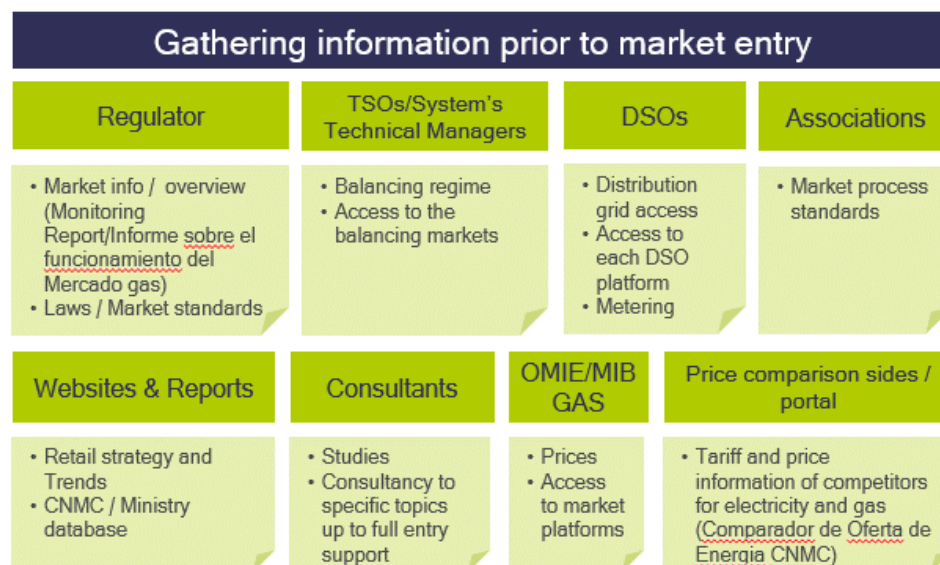 Gathering information prior to market entry
Regulator
• Market info / overview
(Monitoring
Report/Informe sobre el
funcionamiento del
Mercado gas)
• Laws / Market standards
TSOs/System's
Technical Managers
• Balancing regime
• Access to the
balancing markets
DSOs
• Distribution
grid access
• Access to
each DSO
platform
• Metering
Associations
• Market process
standards
Websites & Reports
• Retail strategy and
Trends
• CNMC / Ministry
database
Consultants
• Studies
• Consultancy to
specific topics
up to full entry
support
OMIE/MIB
GAS
• Prices
• Access
to market
platforms
Price comparison sides /
portal
• Tariff and price
information of competitors
for electricity and gas
(Comparador de Oferta de
Energia CNMC)